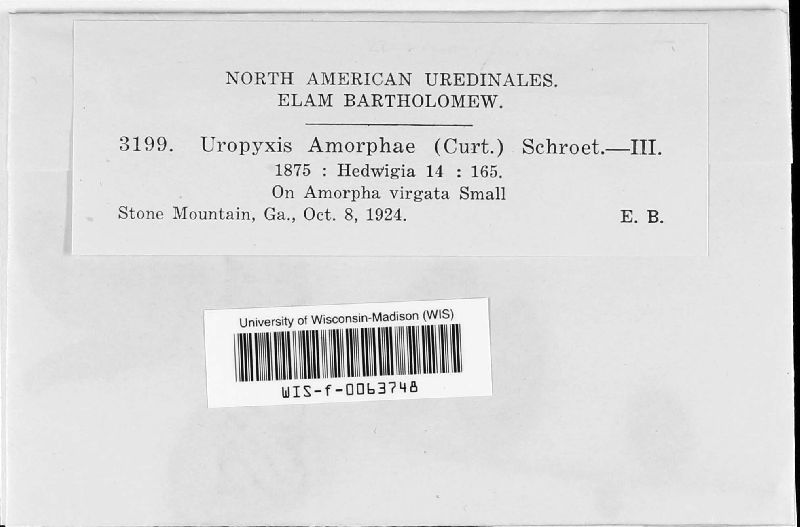 NORTH AMERICAN UREDINALES.
ELAM BARTHOLOMEW.
3199. Uropyxis Amorphae (Curt.) Schroet.—III.
1875 : Hedwigia 14 : 165.
On Amorpha virgata Small
Stone Mountain, Ga., Oct. 8, 1924. E. B.
University of Wisconsin-Madison (WIS)
WIS-f-0063748